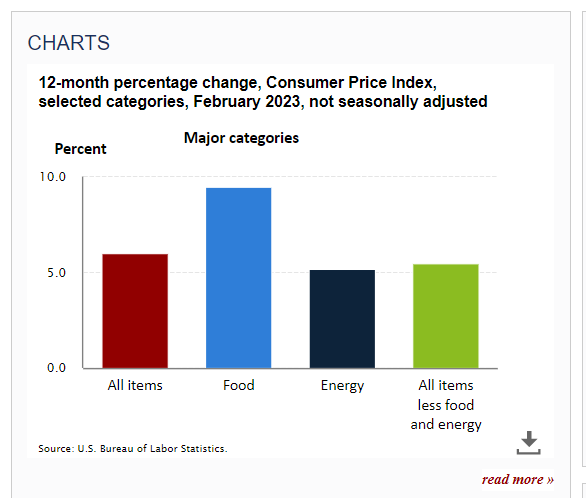 CHARTS
12-month percentage change, Consumer Price Index,
selected categories, February 2023, not seasonally adjusted
Major categories
Percent
10.0
5.0
0.0
All items
Food
Energy
All items
less food
and energy
Source: U.S. Bureau of Labor Statistics.
read more »